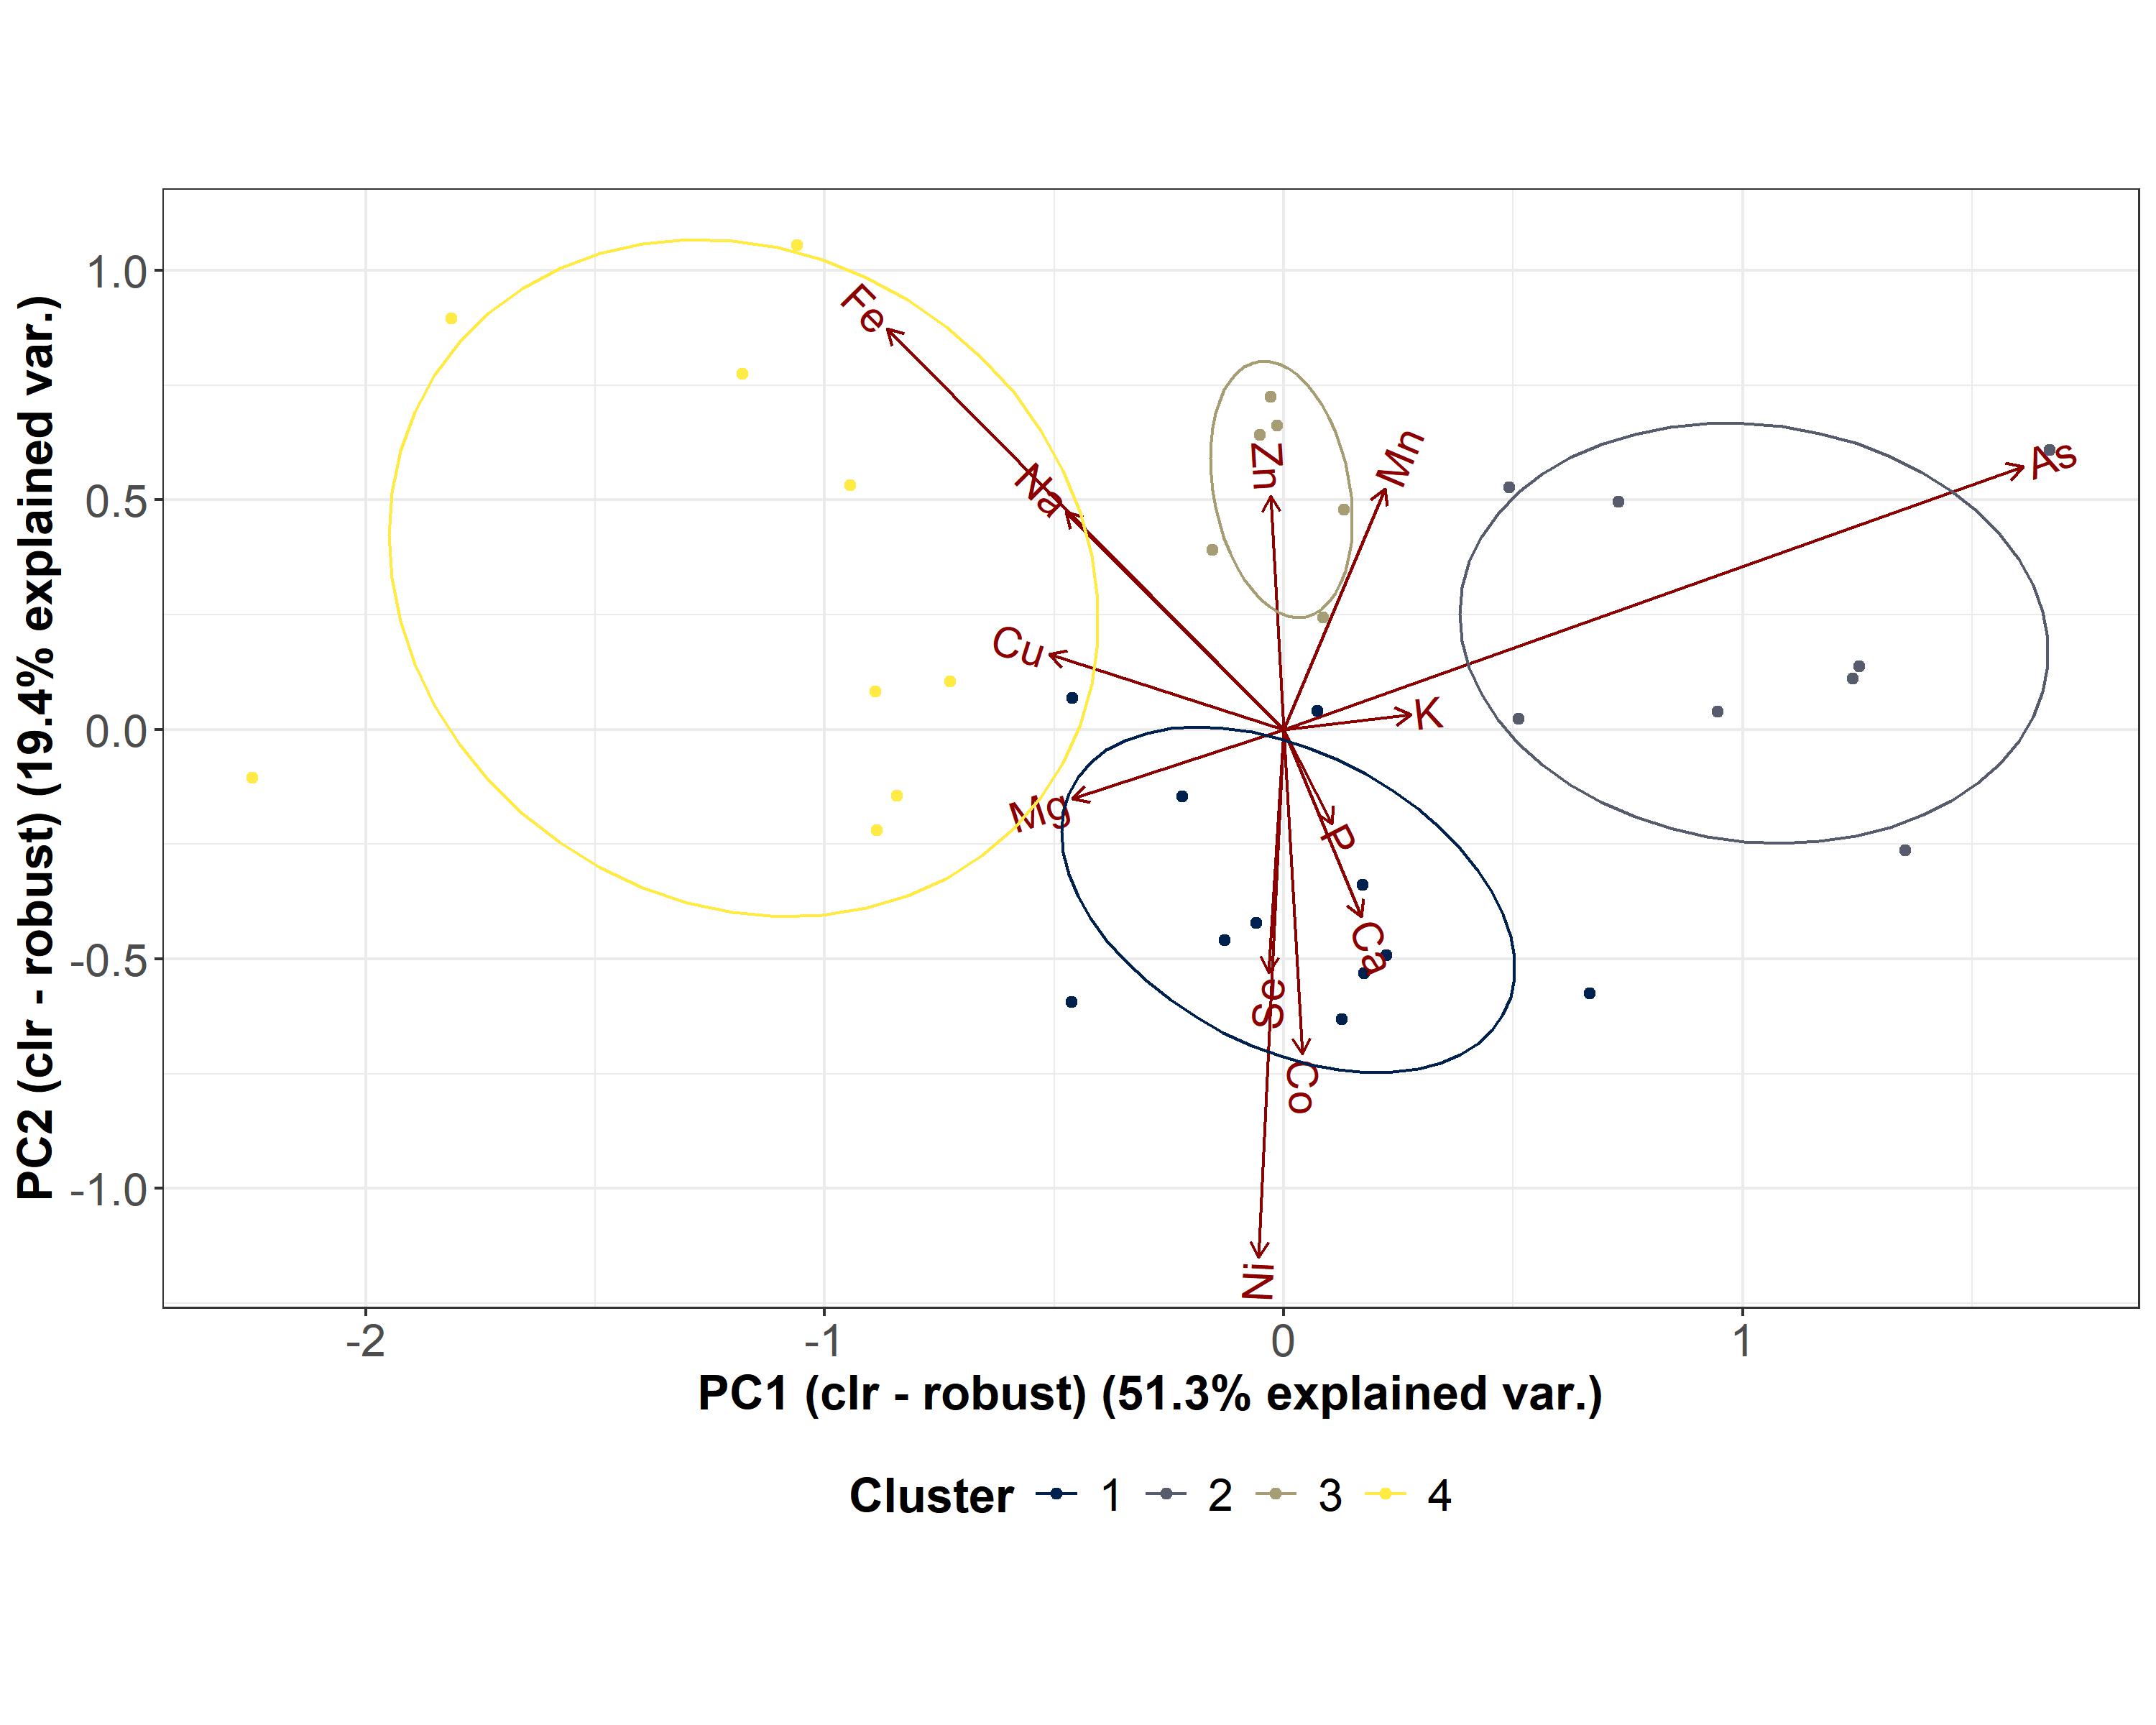 PC2 (clr - robust) (19.4% explained var.)
1.0
0.5
0.0
-0.5
-1.0
Fe
Na
Zn
Mn
As
Cu
K
Mg
P
Ca
Se
Co
Ni
-2 -1 0 1
PC1 (clr - robust) (51.3% explained var.)
Cluster 1 2 3 4